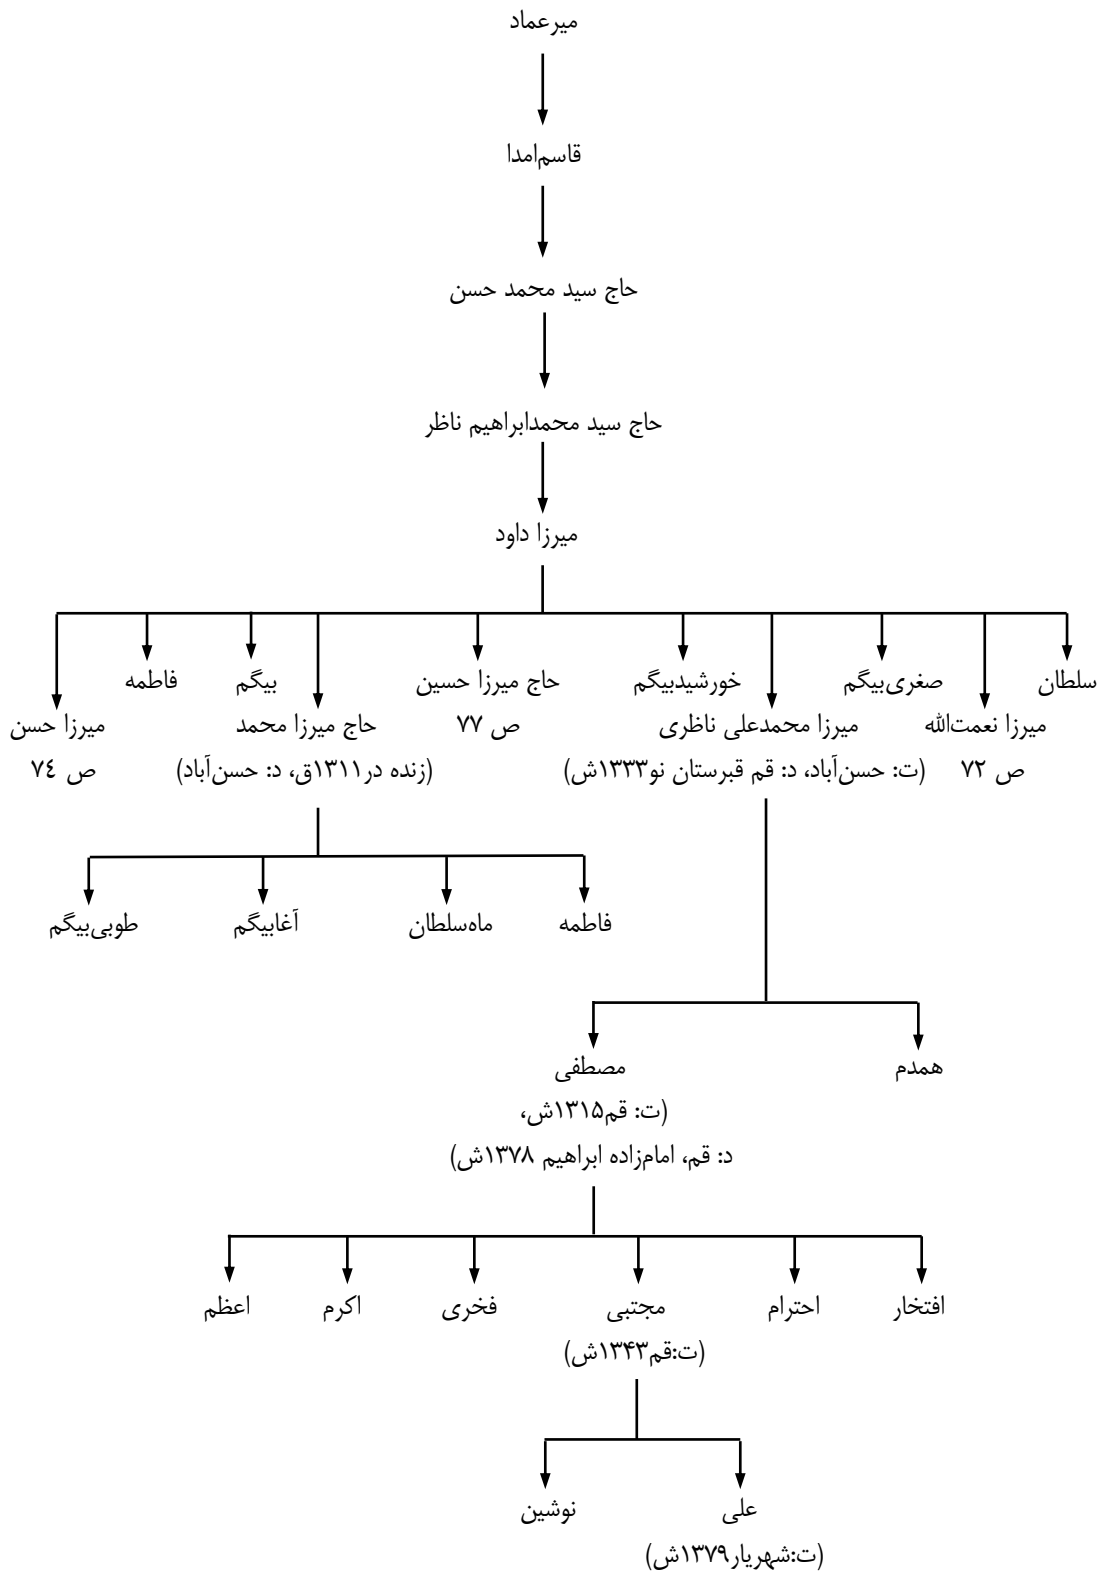 میرعماد
قاسم‌امدا
حاج سید محمد حسن
حاج سید محمدابراهیم ناظر
میرزا داود
سلطان
صغری‌بیگم
خورشیدبیگم
حاج میرزا حسین
بیگم
فاطمه
میرزا نعمت‌الله
میرزا محمدعلی ناظری
ص ۷۷
حاج میرزا محمد
میرزا حسن
ص ۷۲
(ت: حسن‌آباد، د: قم قبرستان نو۱۳۳۳ش)
(زنده در۱۳۱۱ق، د: حسن‌آباد)
ص ۷٤
فاطمه
ماه‌سلطان
آغابیگم
طوبی‌بیگم
همدم
مصطفی
(ت: قم۱۳۱۵ش،
د: قم، امام‌زاده ابراهیم ۱۳۷۸ش)
افتخار
احترام
مجتبی
فخری
اکرم
اعظم
(ت:قم۱۳۴۳ش)
علی
نوشین
(ت:شهریار۱۳۷۹ش)